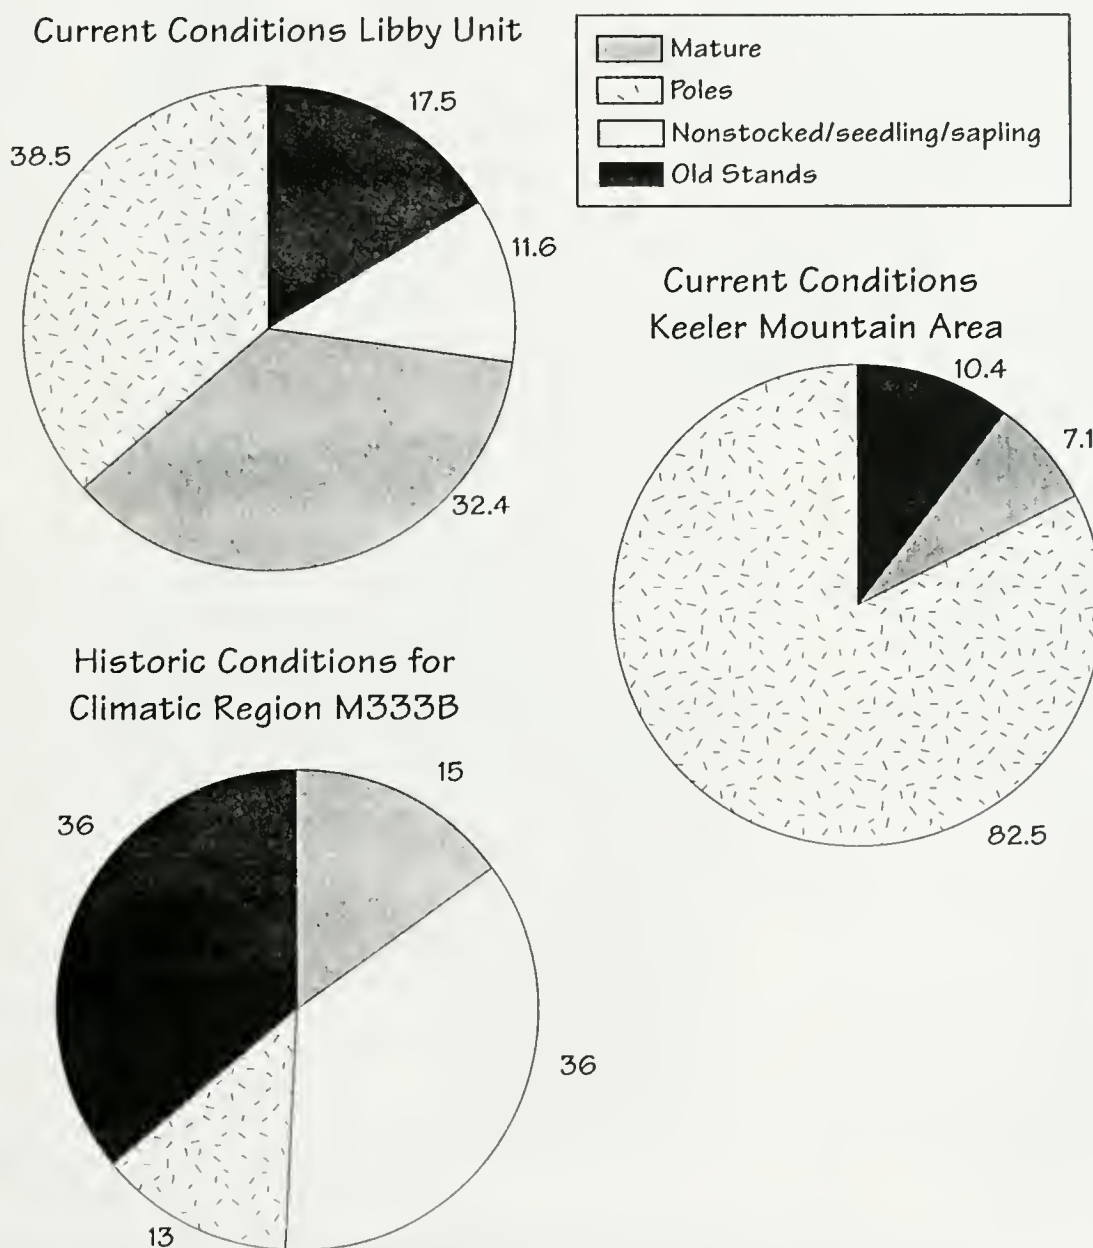 Current Conditions Libby Unit
17.5
38.5
11.6
32.4
Mature
Poles
Nonstocked/seedling/sapling
Old Stands
Current Conditions
Keeler Mountain Area
10.4
7.1
82.5
Historic Conditions for
Climatic Region M333B
15
36
36
13